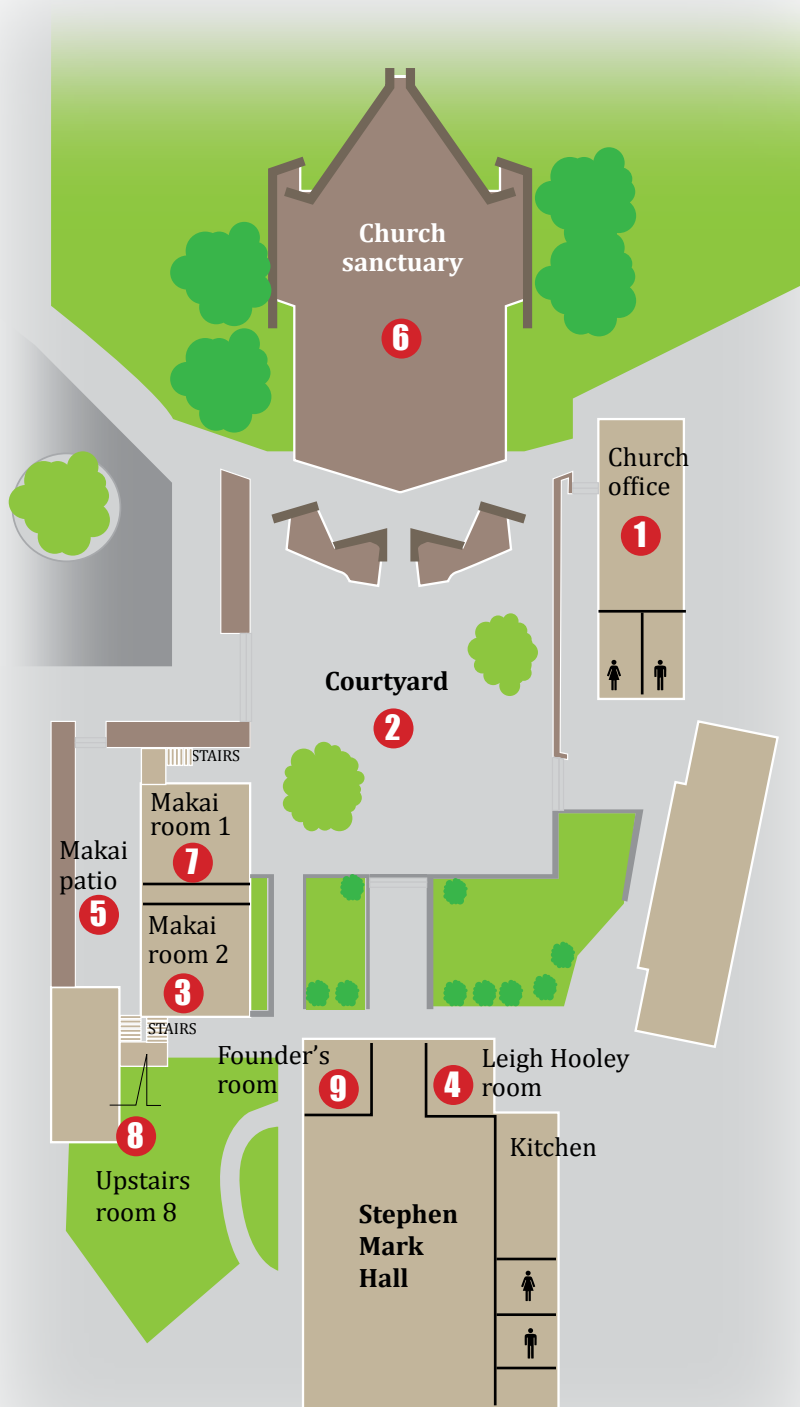 Church
sanctuary
6
Church
office
1
Courtyard
2
STAIRS
Makai
room 1
7
Makai
patio
5
Makai
room 2
3
STAIRS
Founder's
room
9
4
Leigh Hooley
room
8
Upstairs
room 8
Kitchen
Stephen
Mark
Hall